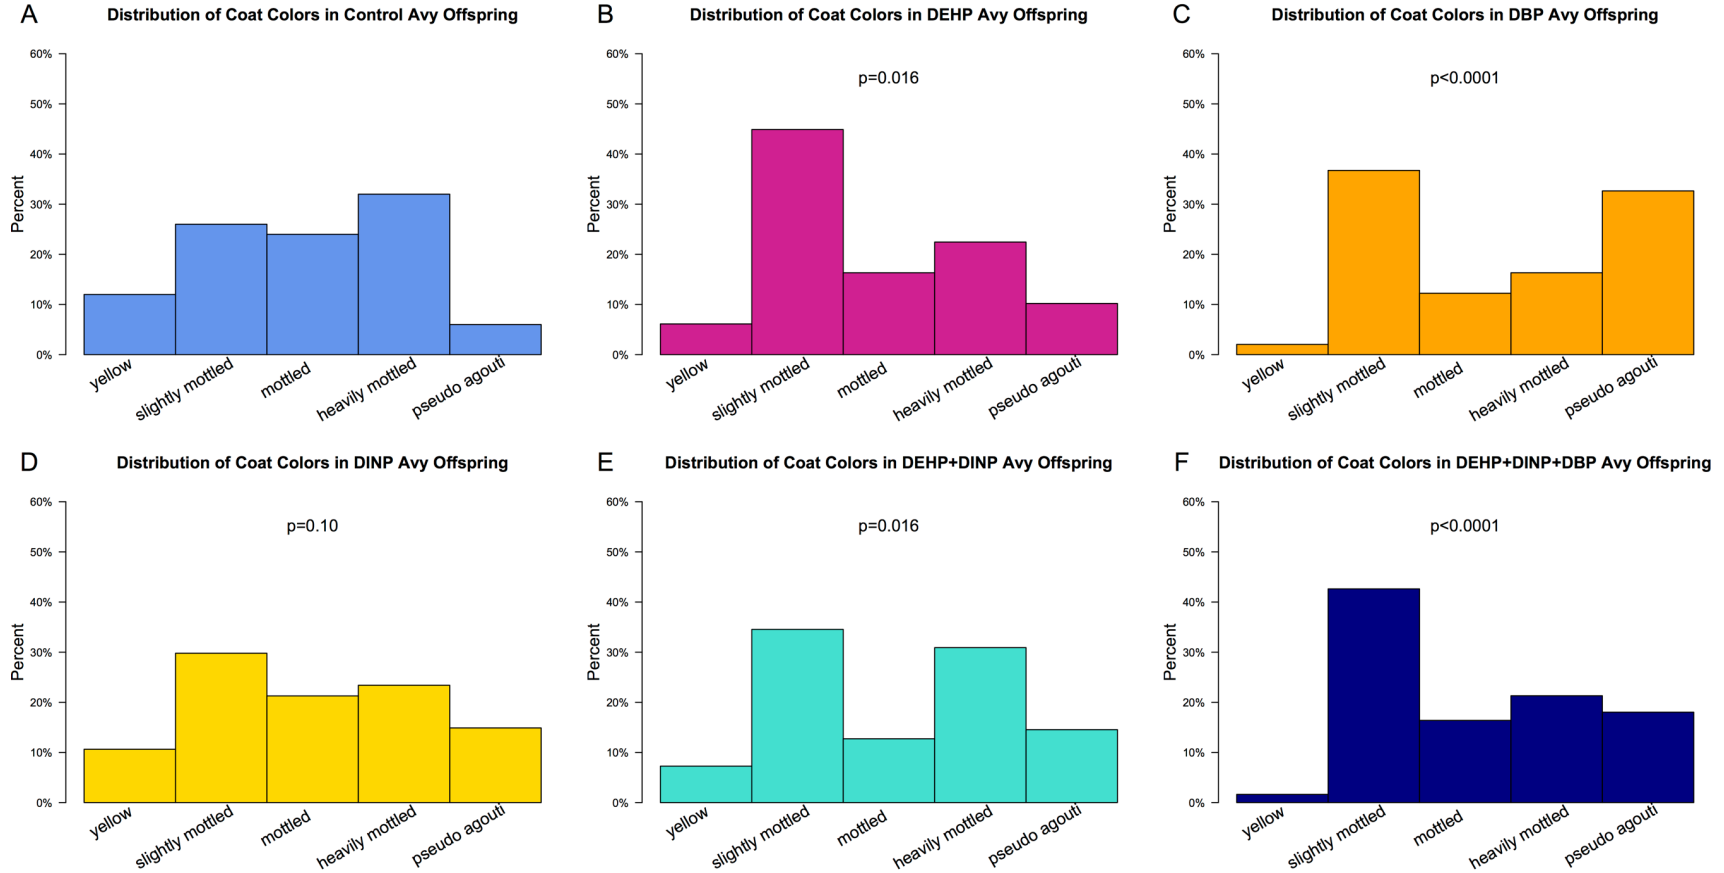 A
Distribution of Coat Colors in Control Avy Offspring
60%
50%
40%
30%
20%
10%
0%
Percent
yellow
slightly mottled
mottled
heavily mottled
pseudo agouti
B
Distribution of Coat Colors in DEHP Avy Offspring
p=0.016
60%
50%
40%
30%
20%
10%
0%
Percent
yellow
slightly mottled
mottled
heavily mottled
pseudo agouti
C
Distribution of Coat Colors in DBP Avy Offspring
p<0.0001
60%
50%
40%
30%
20%
10%
0%
Percent
yellow
slightly mottled
mottled
heavily mottled
pseudo agouti
D
Distribution of Coat Colors in DINP Avy Offspring
p=0.10
60%
50%
40%
30%
20%
10%
0%
Percent
yellow
slightly mottled
mottled
heavily mottled
pseudo agouti
E
Distribution of Coat Colors in DEHP+DINP Avy Offspring
p=0.016
60%
50%
40%
30%
20%
10%
0%
Percent
yellow
slightly mottled
mottled
heavily mottled
pseudo agouti
F
Distribution of Coat Colors in DEHP+DINP+DBP Avy Offspring
p<0.0001
60%
50%
40%
30%
20%
10%
0%
Percent
yellow
slightly mottled
mottled
heavily mottled
pseudo agouti